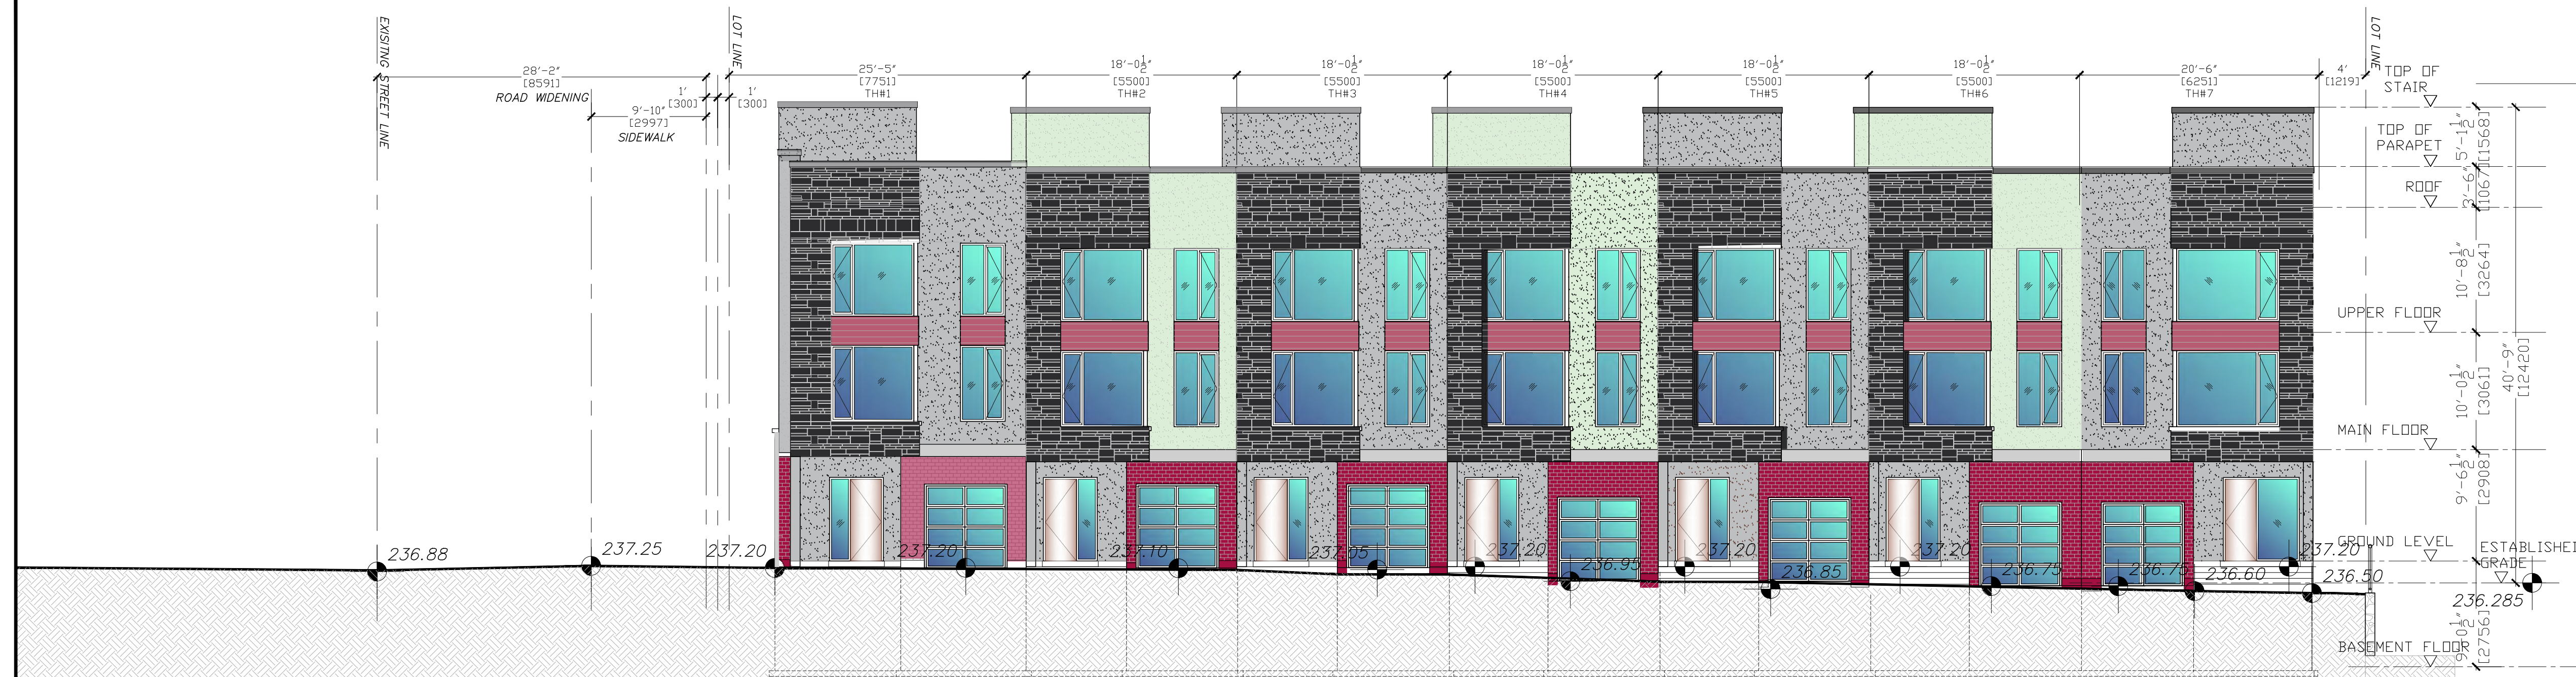 EXISITNG STREET LINE
LOT LINE
LOT LINE
28'-2"
[8591]
ROAD WIDENING
9'-10"
[2997]
SIDEWALK
1'
[300]
1'
[300]
25'-5"
[7751]
TH#1
18'-0½"
[5500]
TH#2
18'-0½"
[5500]
TH#3
18'-0½"
[5500]
TH#4
18'-0½"
[5500]
TH#5
18'-0½"
[5500]
TH#6
20'-6"
[6251]
TH#7
4'
[1219]
TOP OF
STAIR
5'-1½"
[1568]
TOP OF
PARAPET
3'-6"
[1067]
ROOF
10'-8½"
[3264]
UPPER FLOOR
10'-0½"
[3061]
40'-9"
[12420]
MAIN FLOOR
9'-6½"
[2908]
GROUND LEVEL
ESTABLISHED
GRADE
236.285
9'-0½"
[2756]
BASEMENT FLOOR
236.88
237.25
237.20
237.20
237.10
237.05
237.20
236.95
237.20
236.85
237.20
236.75
236.75
236.60
237.20
236.50